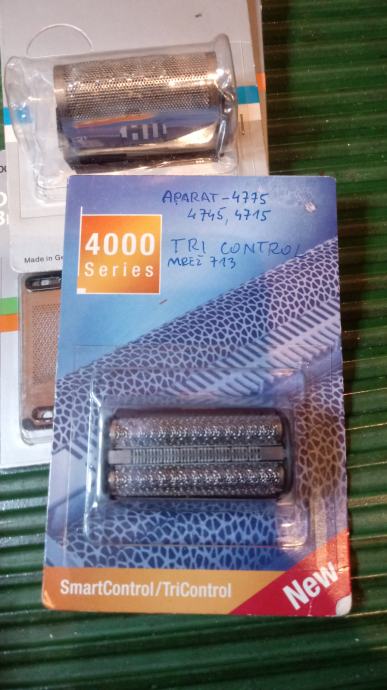 Made in Ge
APARAT-4775
4745, 4715
TRI CONTROL
MREŽ 713
4000
Series
SmartControl/TriControl
New